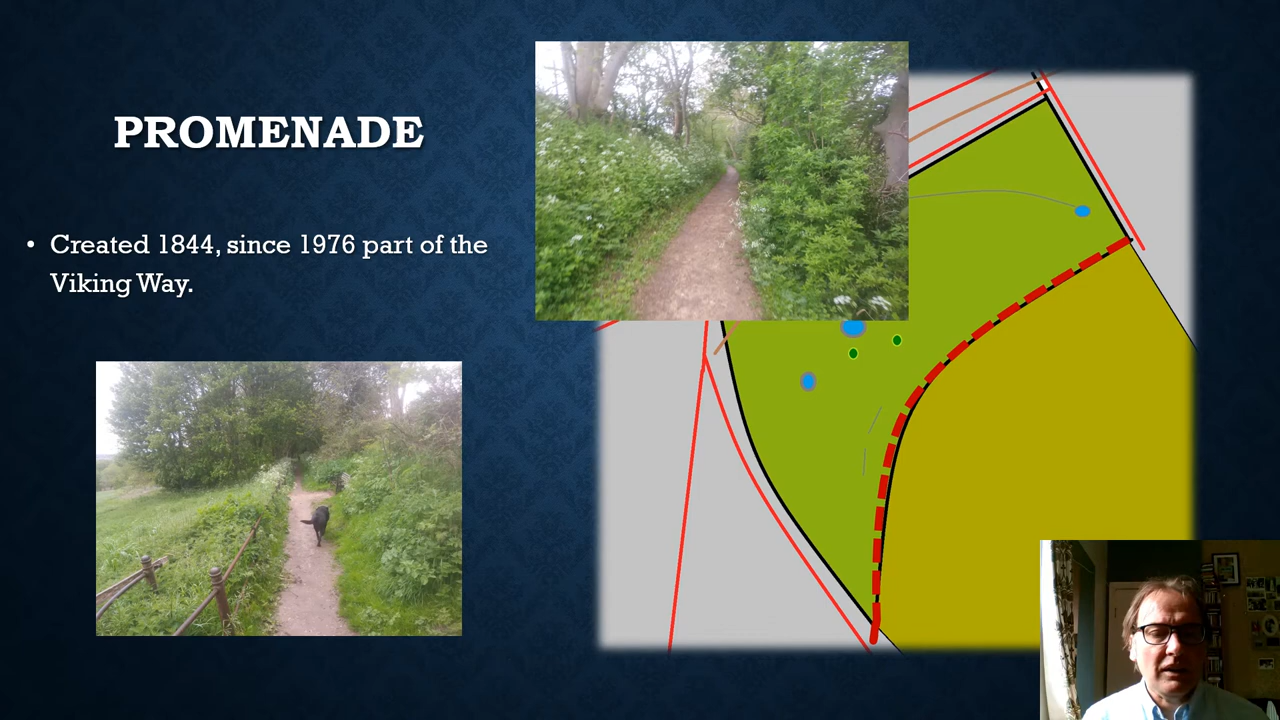 PROMENADE
• Created 1844, since 1976 part of the
Viking Way.